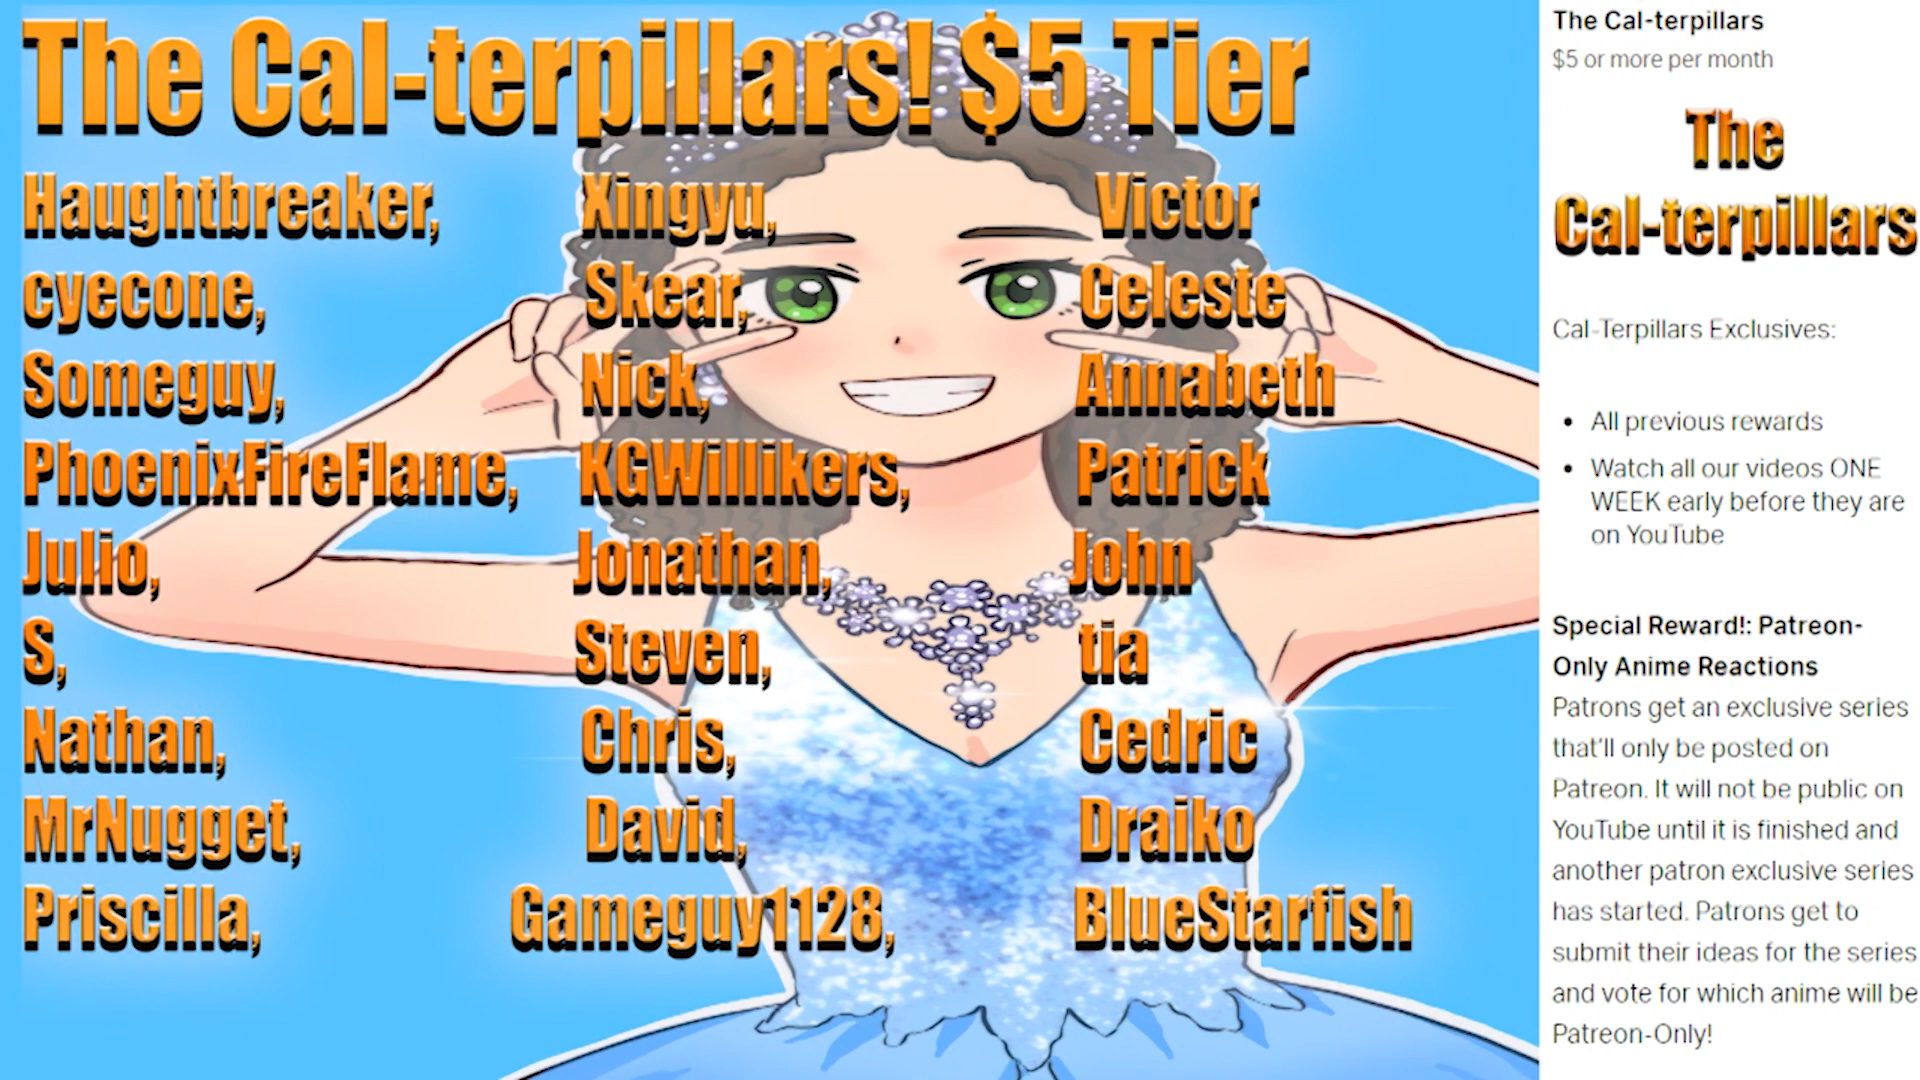 The Cal-terpillars! $5 Tier
Haughtbreaker,
cyecone,
Someguy,
PhoenixFireFlame,
Julio,
S,
Nathan,
MrNugget,
Priscilla,
Xingyu,
Skear,
Nick,
KGWillikers,
Jonathan,
Steven,
Chris,
David,
Gameguy1128,
Victor
Celeste
Annabeth
Patrick
John
tia
Cedric
Draiko
BlueStarfish
The Cal-terpillars
$5 or more per month
The
Cal-terpillars
Cal-Terpillars Exclusives:
• All previous rewards
• Watch all our videos ONE
WEEK early before they are
on YouTube
Special Reward!: Patreon-
Only Anime Reactions
Patrons get an exclusive series
that'll only be posted on
Patreon. It will not be public on
YouTube until it is finished and
another patron exclusive series
has started. Patrons get to
submit their ideas for the series
and vote for which anime will be
Patreon-Only!